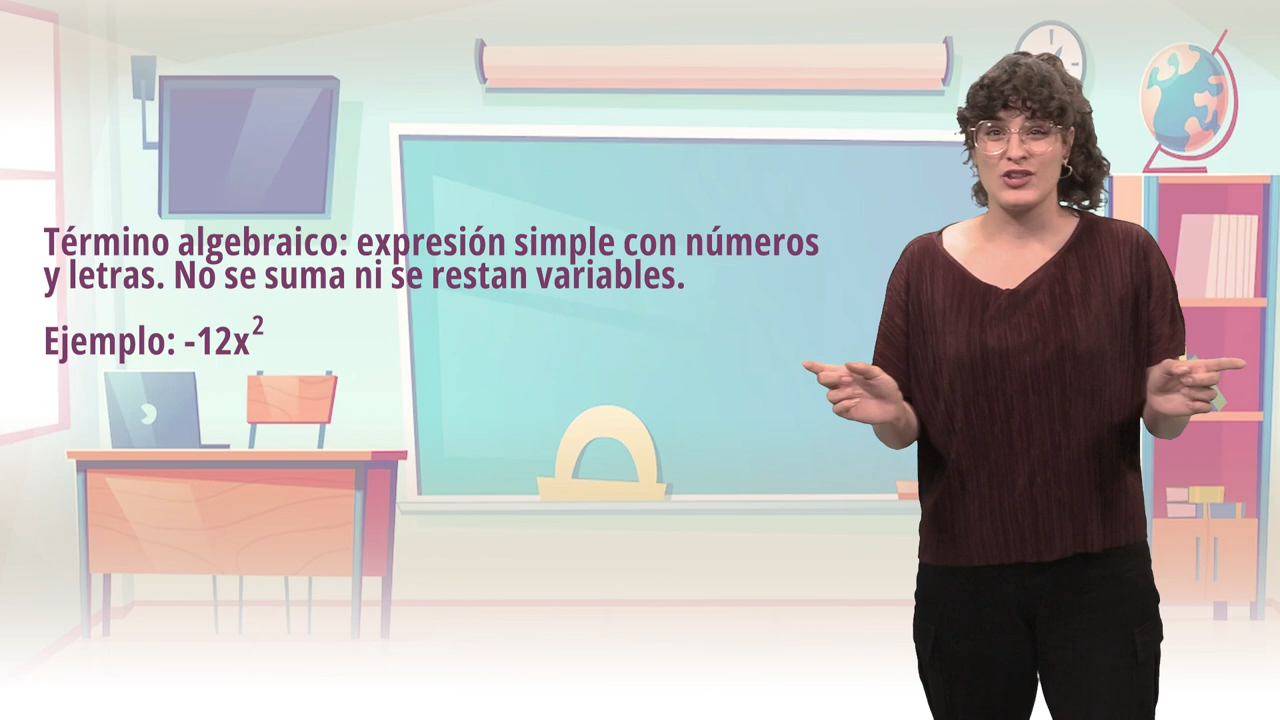 Término algebraico: expresión simple con números
y letras. No se suma ni se restan variables.
Ejemplo: -12x²